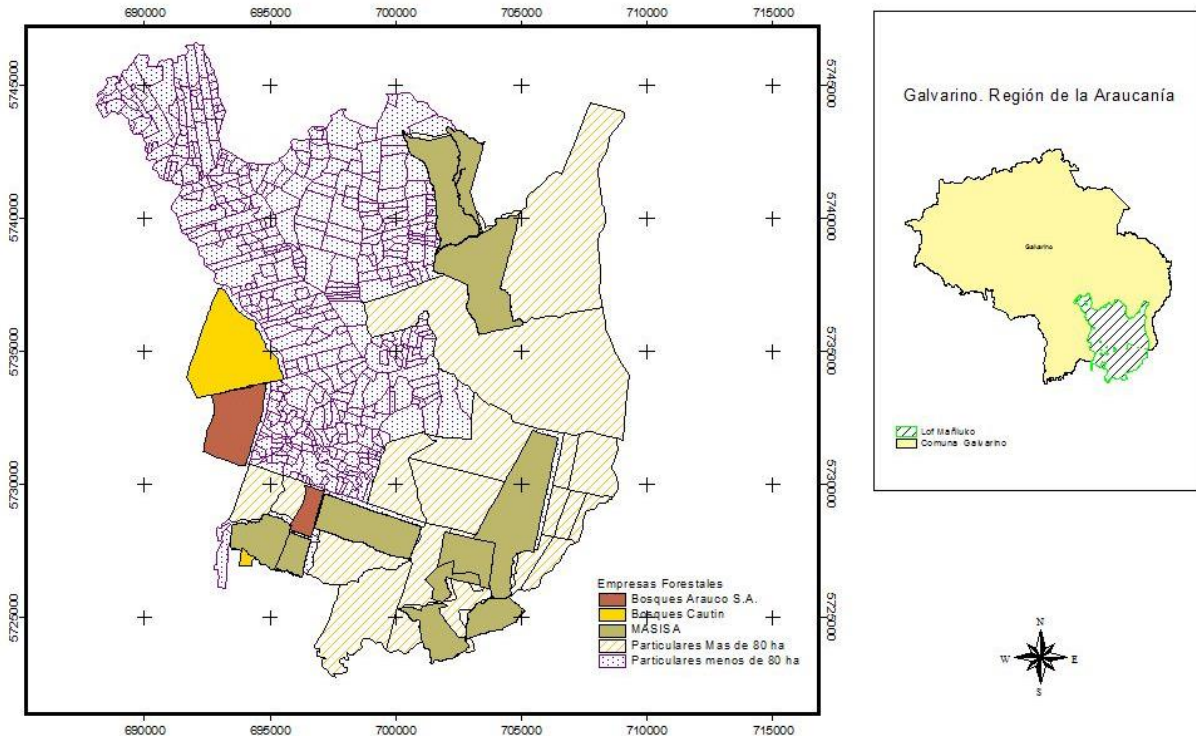 690000 695000 700000 705000 710000 715000
5745000 5745000
5740000 5740000
5735000 5735000
5730000 5730000
5725000 5725000
Empresas Forestales
Bosques Arauco S.A.
Bosques Cautin
MASISA
Particulares Mas de 80 ha
Particulares menos de 80 ha
690000 695000 700000 705000 710000 715000
Galvarino. Región de la Araucanía
Galvarino
Lof Mañiuko
Comuna Galvarino
N
W E
S